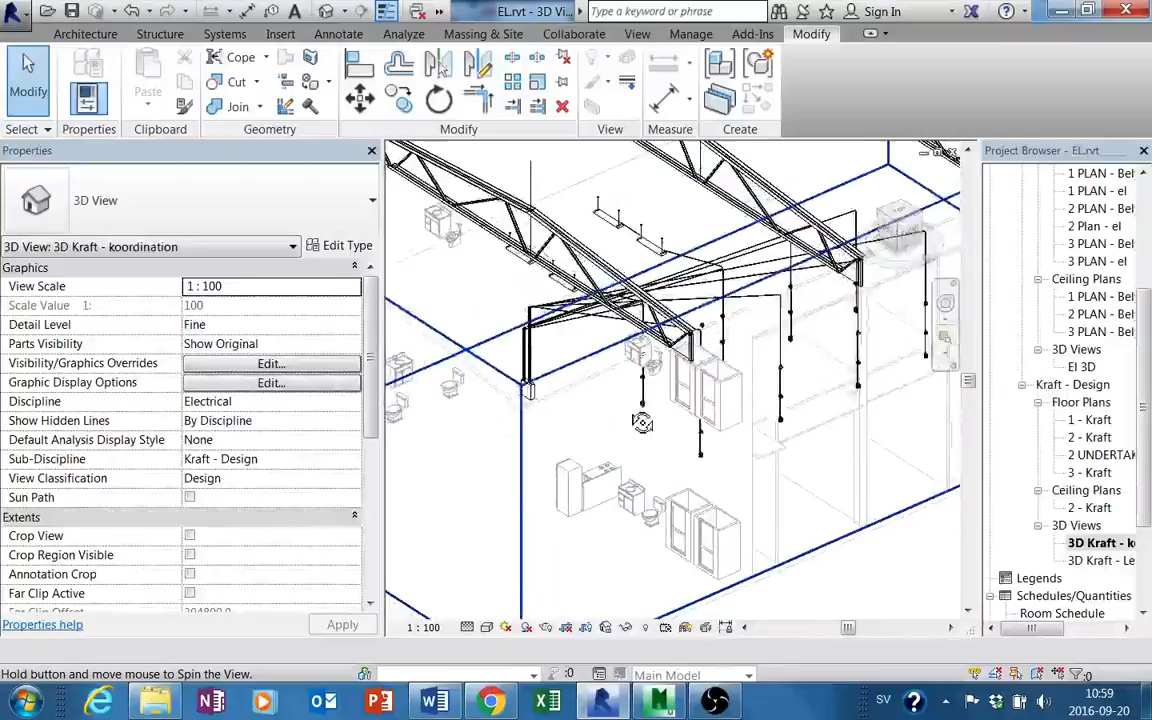 EL.rvt - 3D Vi...
Type a keyword or phrase
Sign In
Architecture Structure Systems Insert Annotate Analyze Massing & Site Collaborate View Manage Add-Ins Modify
Modify
Paste
Cope
Cut
Join
Select Properties Clipboard Geometry Modify View Measure Create
Properties
3D View
3D View: 3D Kraft - koordination
Edit Type
Graphics
View Scale 1 : 100
Scale Value 1: 100
Detail Level Fine
Parts Visibility Show Original
Visibility/Graphics Overrides Edit...
Graphic Display Options Edit...
Discipline Electrical
Show Hidden Lines By Discipline
Default Analysis Display Style None
Sub-Discipline Kraft - Design
View Classification Design
Sun Path
Extents
Crop View
Crop Region Visible
Annotation Crop
Far Clip Active
Far Clip Offset 304800.0
Properties help
Apply
1 : 100
Project Browser - EL.rvt
1 PLAN - Bel
1 PLAN - el
2 PLAN - Bel
2 Plan - el
3 PLAN - Bel
3 PLAN - el
Ceiling Plans
1 PLAN - Bel
2 PLAN - Bel
3 PLAN - Bel
3D Views
El 3D
Kraft - Design
Floor Plans
1 - Kraft
2 - Kraft
2 UNDERTAK
3 - Kraft
Ceiling Plans
2 - Kraft
3D Views
3D Kraft - k
3D Kraft - Le
Legends
Schedules/Quantities
Room Schedule
Hold button and move mouse to Spin the View.
:0
Main Model
:0
SV
10:59
2016-09-20